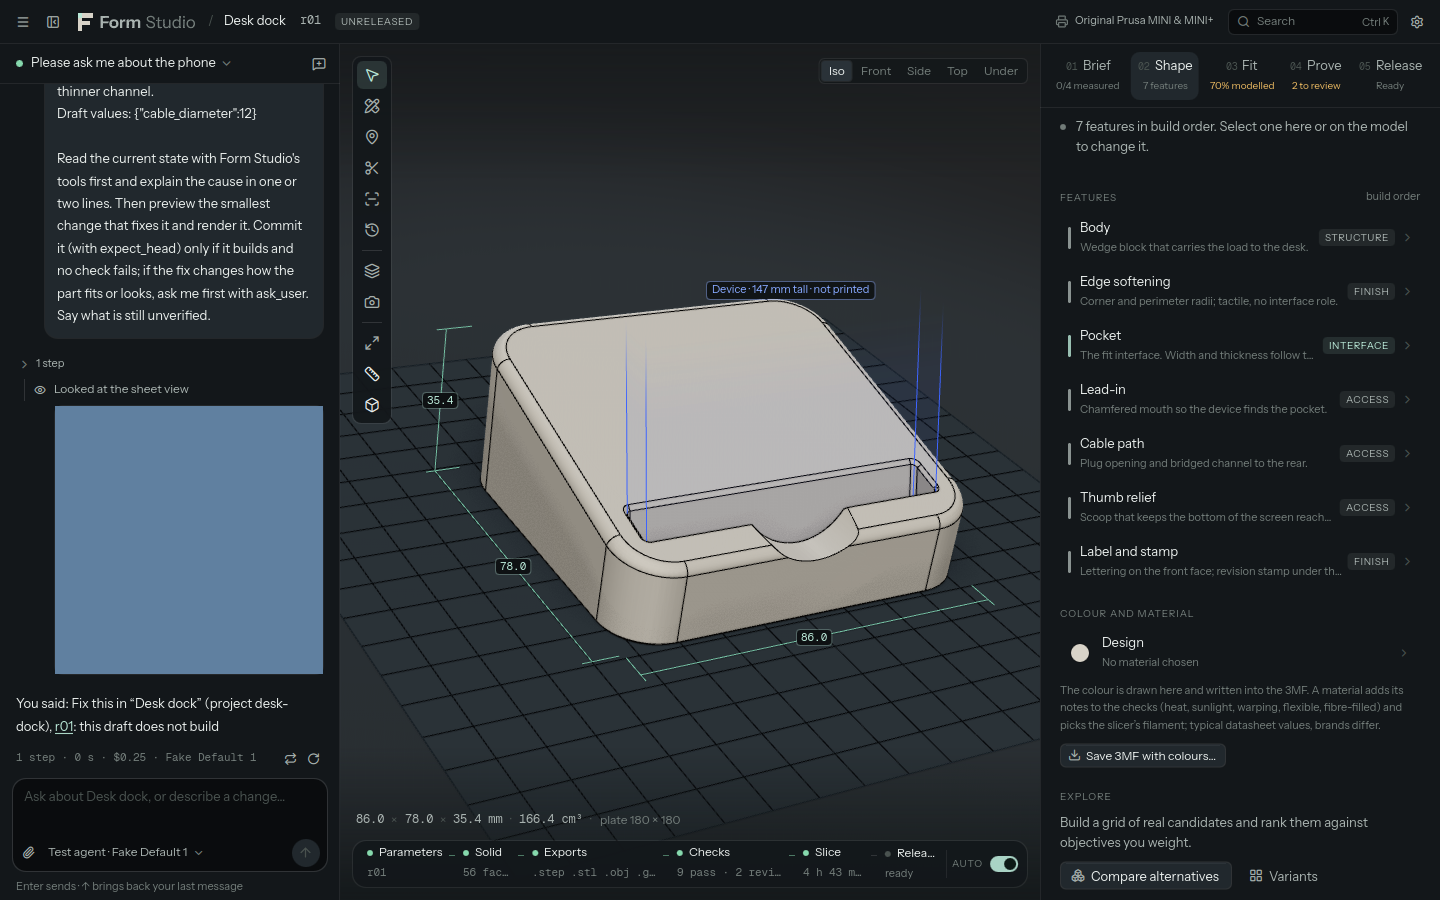 Form Studio / Desk dock r01 UNRELEASED
Original Prusa MINI & MINI+
Search Ctrl K
Please ask me about the phone
thinner channel.
Draft values: {"cable_diameter":12}
Read the current state with Form Studio's
tools first and explain the cause in one or
two lines. Then preview the smallest
change that fixes it and render it. Commit
it (with expect_head) only if it builds and
no check fails; if the fix changes how the
part fits or looks, ask me first with ask_user.
Say what is still unverified.
1 step
Looked at the sheet view
You said: Fix this in “Desk dock” (project desk-
dock), r01: this draft does not build
1 step · 0 s · $0.25 · Fake Default 1
Ask about Desk dock, or describe a change...
Test agent · Fake Default 1
Enter sends · ↑ brings back your last message
Iso Front Side Top Under
Device · 147 mm tall · not printed
35.4
78.0
86.0
86.0 × 78.0 × 35.4 mm · 166.4 cm³ · plate 180 × 180
Parameters Solid Exports Checks Slice Relea...
r01 56 fac... .step .stl .obj .g... 9 pass · 2 revi... 4 h 43 m... ready
AUTO
01 Brief 02 Shape 03 Fit 04 Prove 05 Release
0/4 measured 7 features 70% modelled 2 to review Ready
7 features in build order. Select one here or on the model
to change it.
FEATURES build order
Body
Wedge block that carries the load to the desk. STRUCTURE
Edge softening
Corner and perimeter radii; tactile, no interface role. FINISH
Pocket
The fit interface. Width and thickness follow t... INTERFACE
Lead-in
Chamfered mouth so the device finds the pocket. ACCESS
Cable path
Plug opening and bridged channel to the rear. ACCESS
Thumb relief
Scoop that keeps the bottom of the screen reach... ACCESS
Label and stamp
Lettering on the front face; revision stamp under th... FINISH
COLOUR AND MATERIAL
Design
No material chosen
The colour is drawn here and written into the 3MF. A material adds its
notes to the checks (heat, sunlight, warping, flexible, fibre-filled) and
picks the slicer's filament; typical datasheet values, brands differ.
Save 3MF with colours...
EXPLORE
Build a grid of real candidates and rank them against
objectives you weight.
Compare alternatives Variants